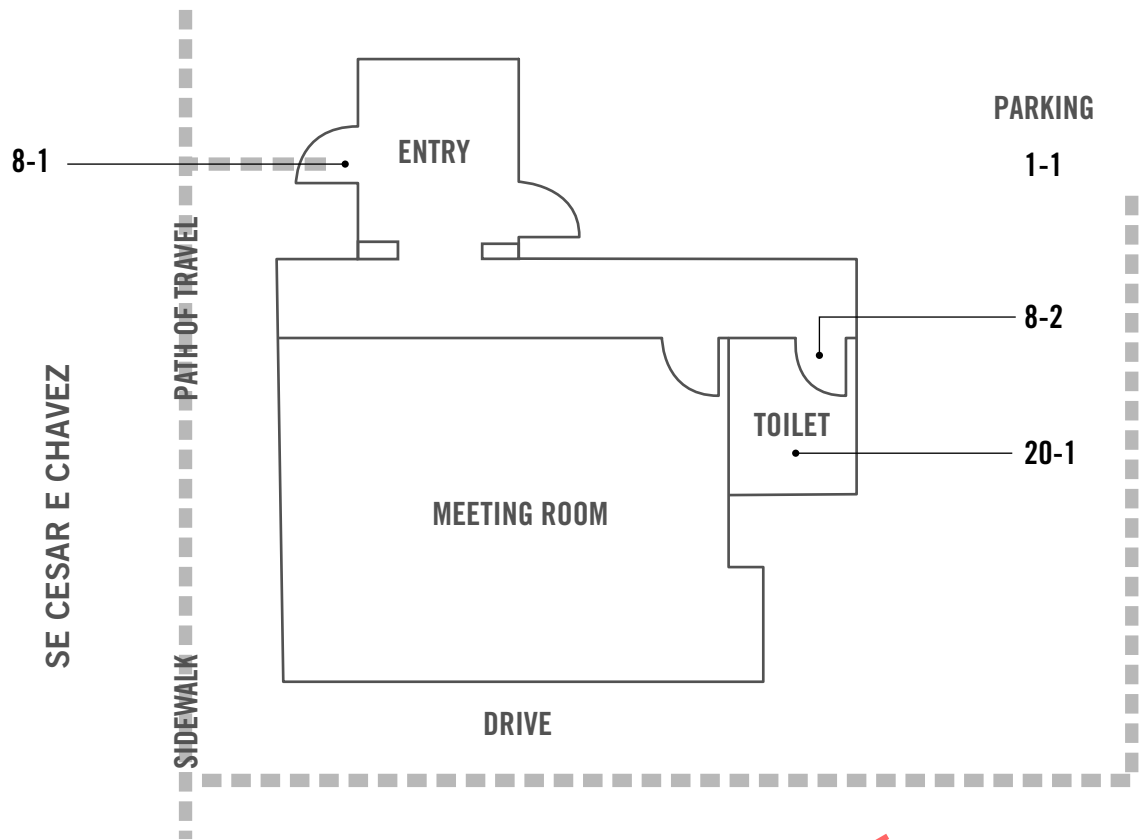 PARKING
8-1
ENTRY
1-1
PATH OF TRAVEL
8-2
SE CESAR E CHAVEZ
TOILET
20-1
MEETING ROOM
SIDEWALK
DRIVE